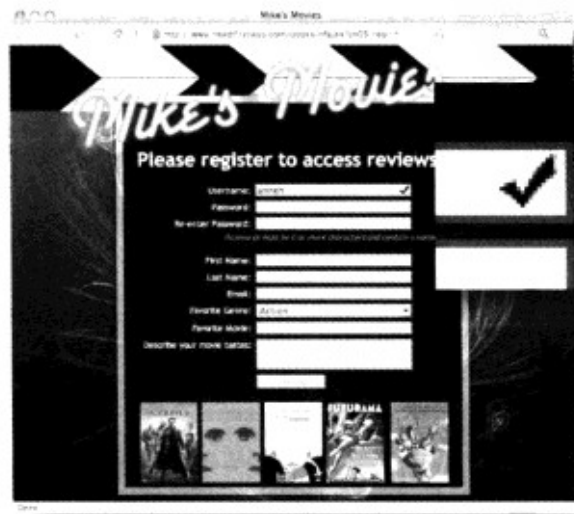 Mike's Movies
Mike's Movies
Please register to access reviews
Username:
Password:
Re-enter Password:
First Name:
Last Name:
Email:
Favorite Genre: Action
Favorite Movie:
Describe your movie tastes:
FUTURAMA